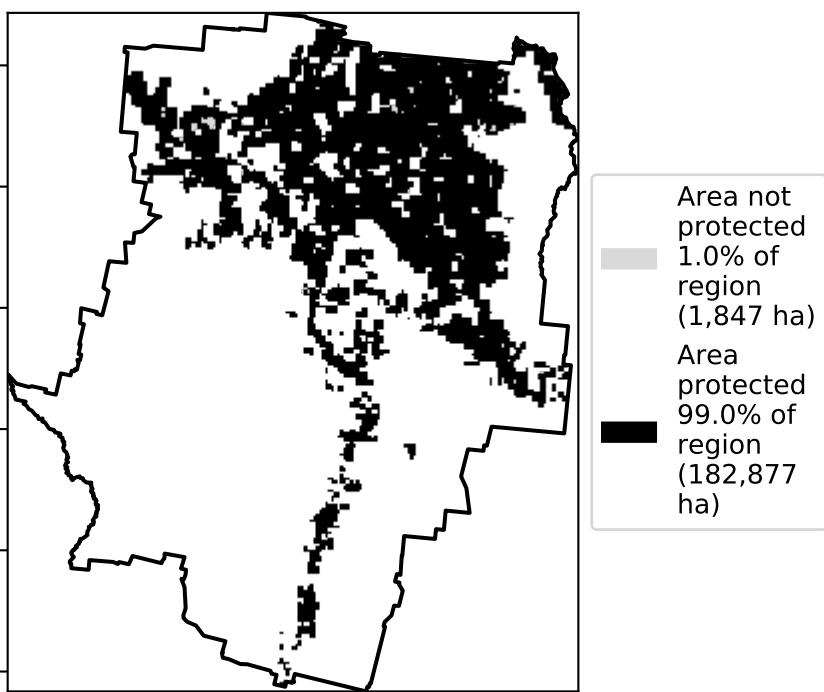 Area not
protected
1.0% of
region
(1,847 ha)
Area
protected
99.0% of
region
(182,877
ha)